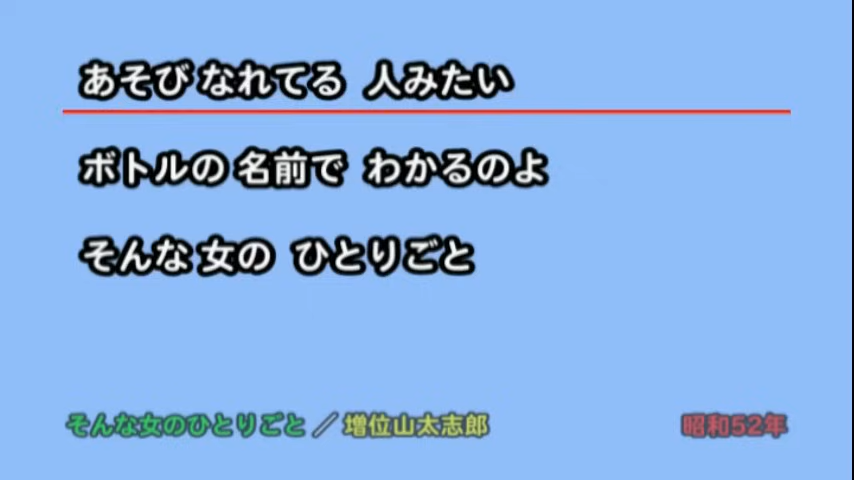 あそび なれてる 人みたい
ボトルの 名前で わかるのよ
そんな 女の ひとりごと
そんな女のひとりごと ／ 増位山太志郎 昭和52年